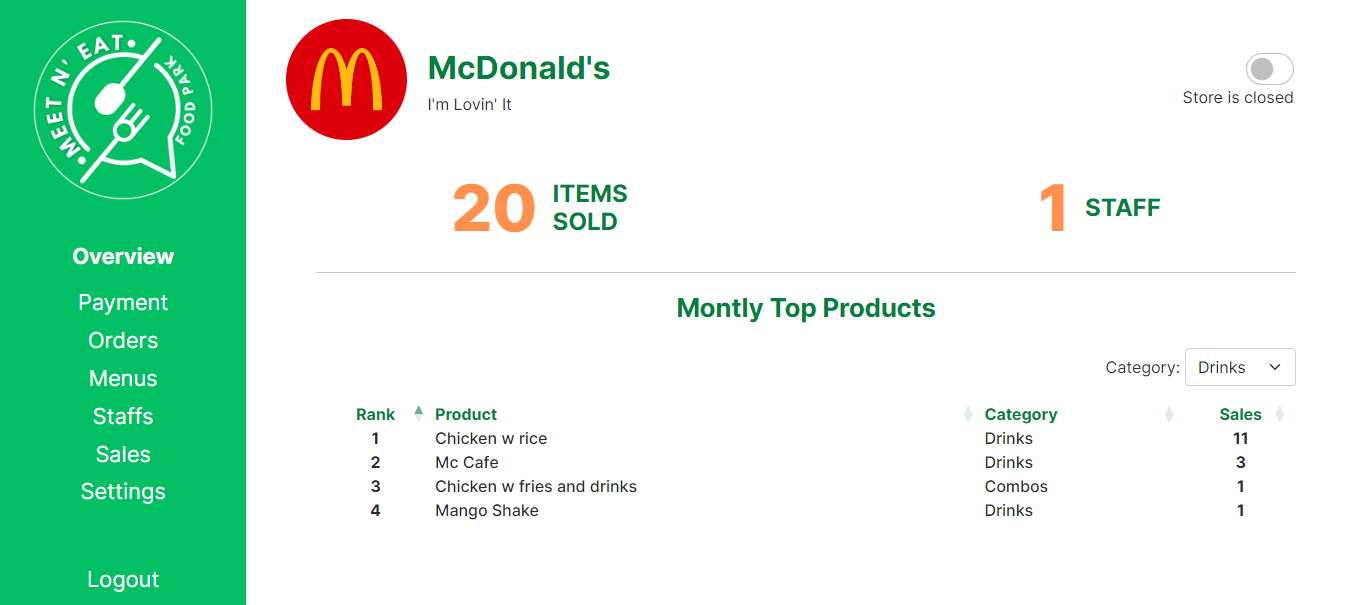 MEET N' EAT
FOOD PARK
Overview
Payment
Orders
Menus
Staffs
Sales
Settings
Logout
McDonald's
I'm Lovin' It
Store is closed
20 ITEMS
SOLD
1 STAFF
Montly Top Products
Category: Drinks
Rank Product Category Sales
1 Chicken w rice Drinks 11
2 Mc Cafe Drinks 3
3 Chicken w fries and drinks Combos 1
4 Mango Shake Drinks 1